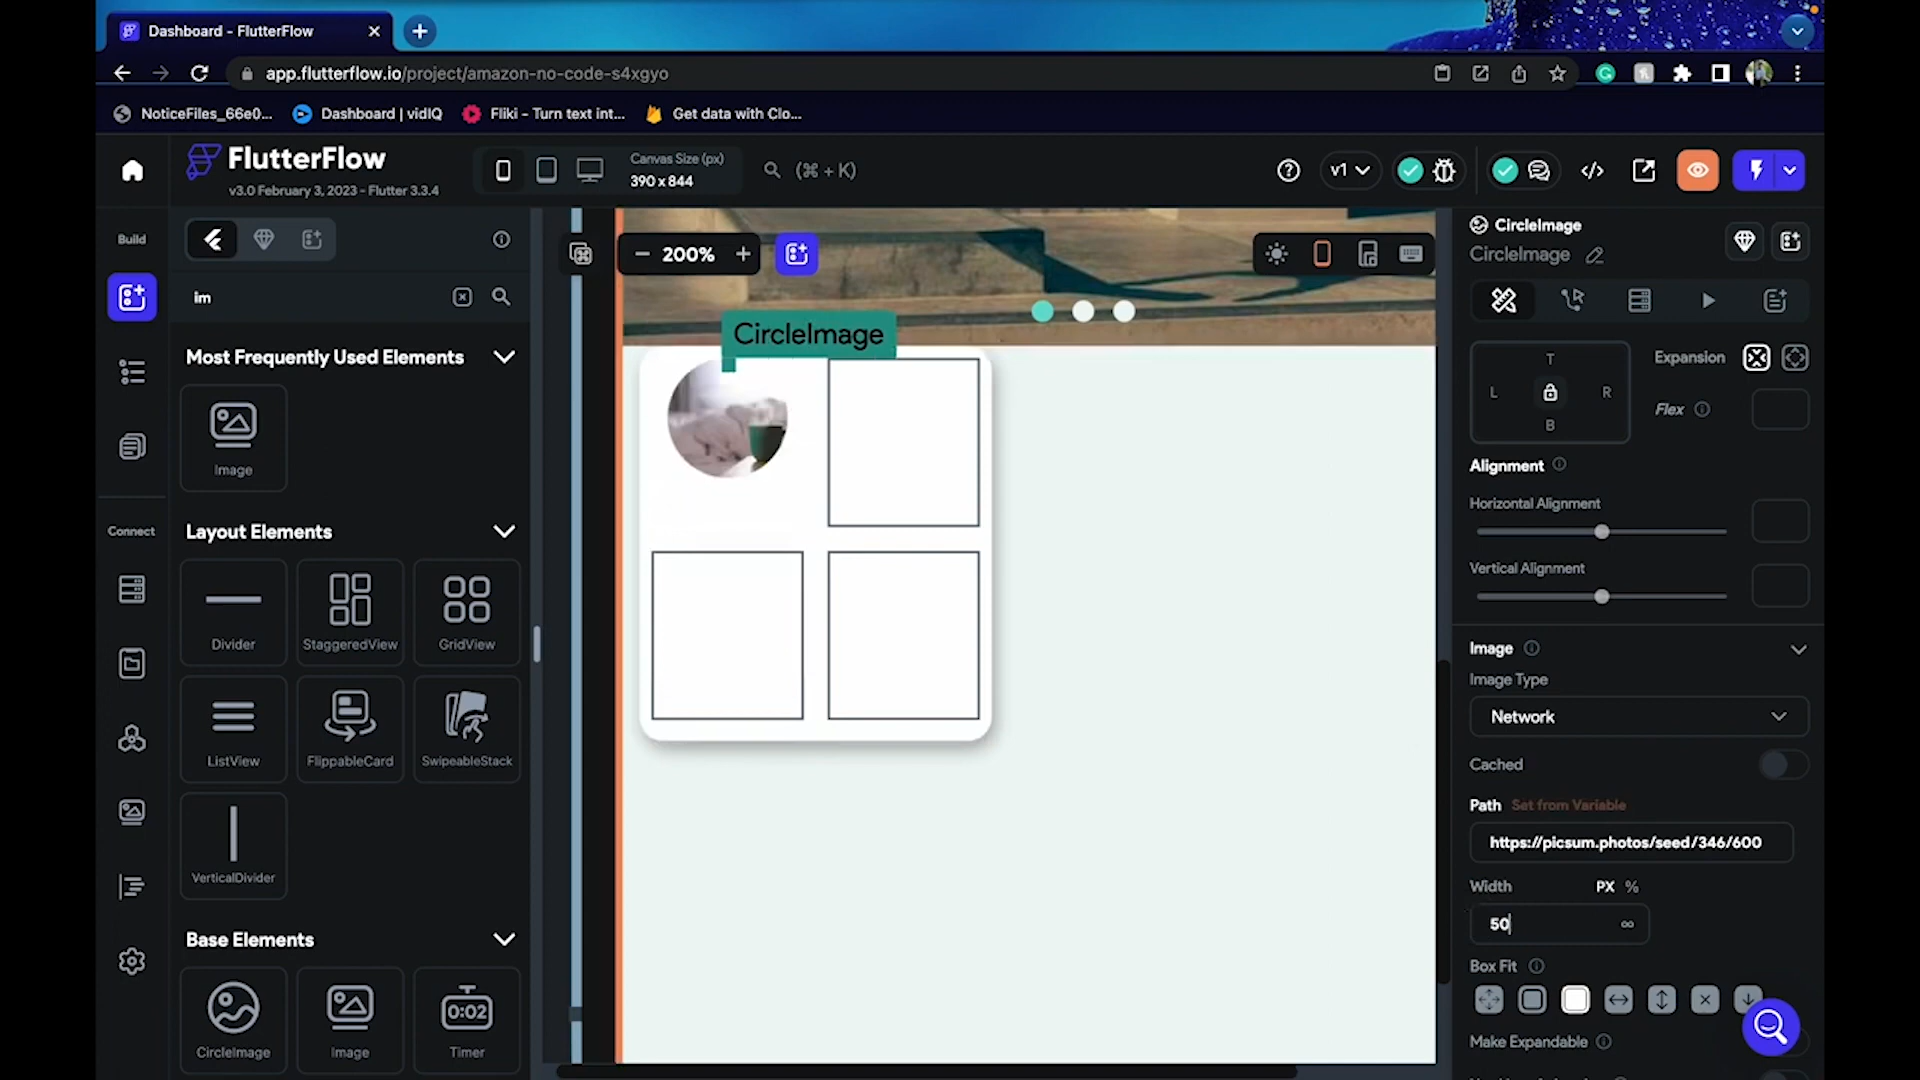 Dashboard - FlutterFlow
app.flutterflow.io/project/amazon-no-code-s4xgyo
NoticeFiles_66e0...
Dashboard | vidIQ
Fliki - Turn text int...
Get data with Clo...
FlutterFlow
v3.0 February 3, 2023 - Flutter 3.3.4
Canvas Size (px)
390 x 844
(⌘ + K)
v1
Build
im
Most Frequently Used Elements
Image
Connect
Layout Elements
Divider
StaggeredView
GridView
ListView
FlippableCard
SwipeableStack
VerticalDivider
Base Elements
CircleImage
Image
0:02
Timer
200%
CircleImage
CircleImage
CircleImage
T
L
R
B
Expansion
Flex
Alignment
Horizontal Alignment
Vertical Alignment
Image
Image Type
Network
Cached
Path Set from Variable
https://picsum.photos/seed/346/600
Width
PX %
50
∞
Box Fit
Make Expandable